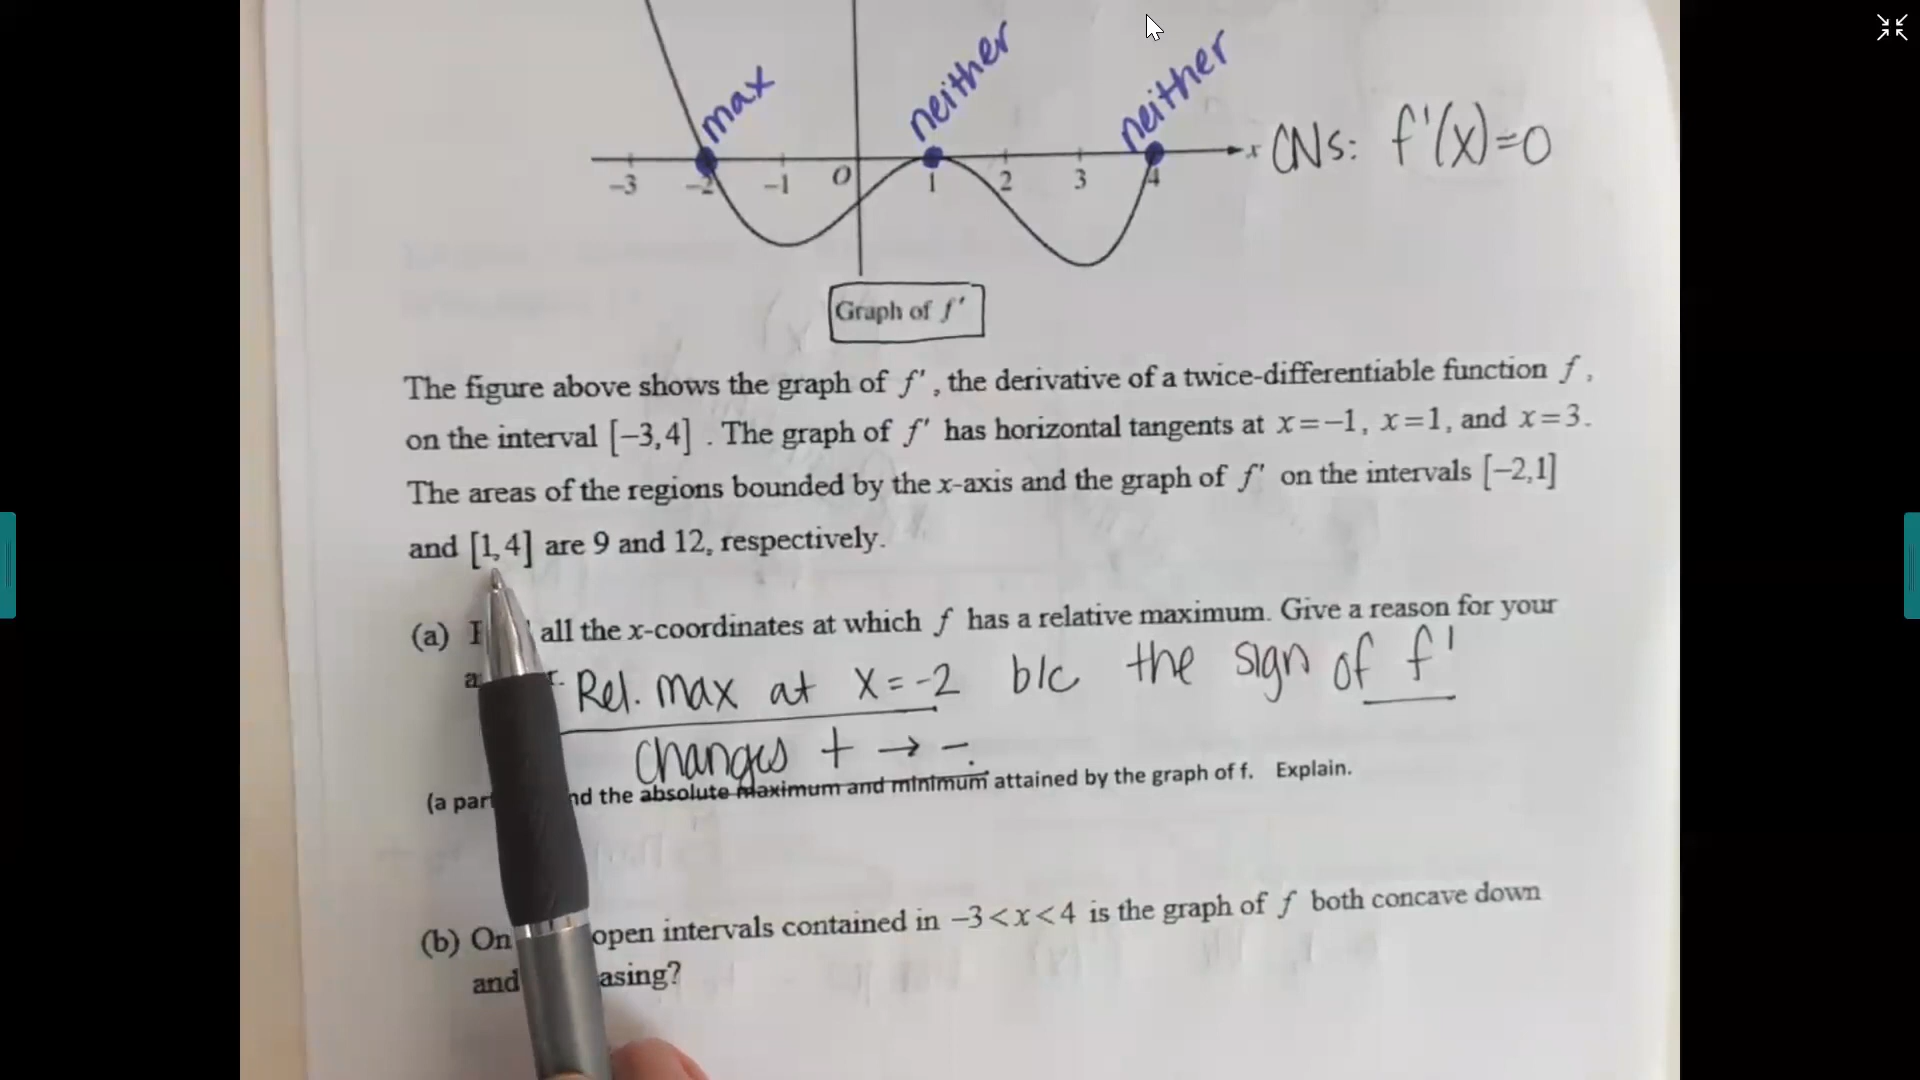 max
neither
neither
CNs: f'(x)=0
x
-3 -2 -1 O 1 2 3 4
Graph of f'
The figure above shows the graph of f', the derivative of a twice-differentiable function f,
on the interval [-3,4]. The graph of f' has horizontal tangents at x=-1, x=1, and x=3.
The areas of the regions bounded by the x-axis and the graph of f' on the intervals [-2,1]
and [1,4] are 9 and 12, respectively.
(a) all the x-coordinates at which f has a relative maximum. Give a reason for your
Rel. max at x=-2 b/c the sign of f'
changes + → -.
(a par nd the absolute maximum and minimum attained by the graph of f. Explain.
(b) On open intervals contained in -3<x<4 is the graph of f both concave down
and asing?